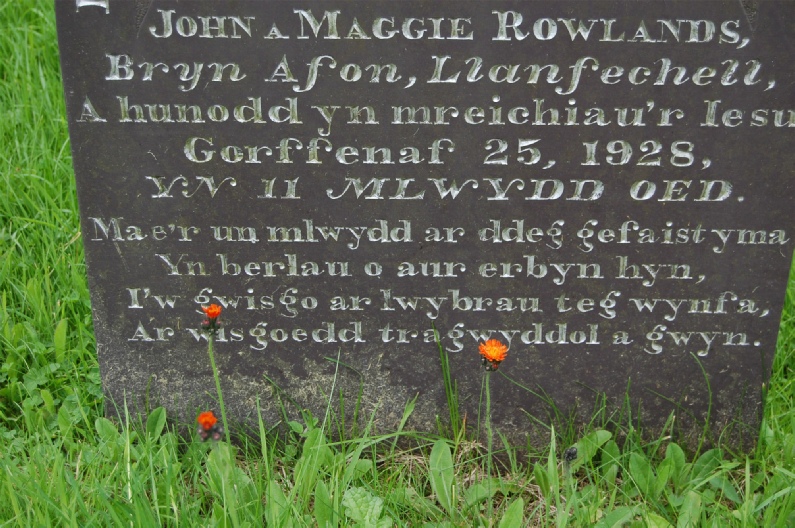 John a Maggie Rowlands,
Bryn Afon, Llanfechell,
A hunodd yn mreichiau'r Iesu
Gorffenaf 25, 1928,
YN 11 MLWYDD OED.
Mae'r un mlwydd ar ddeg gefaist yma
Yn berlau o aur erbyn hyn,
I'w gwisgo ar lwybrau teg wynfa,
Ar wisgoedd tragwyddol a gwyn.